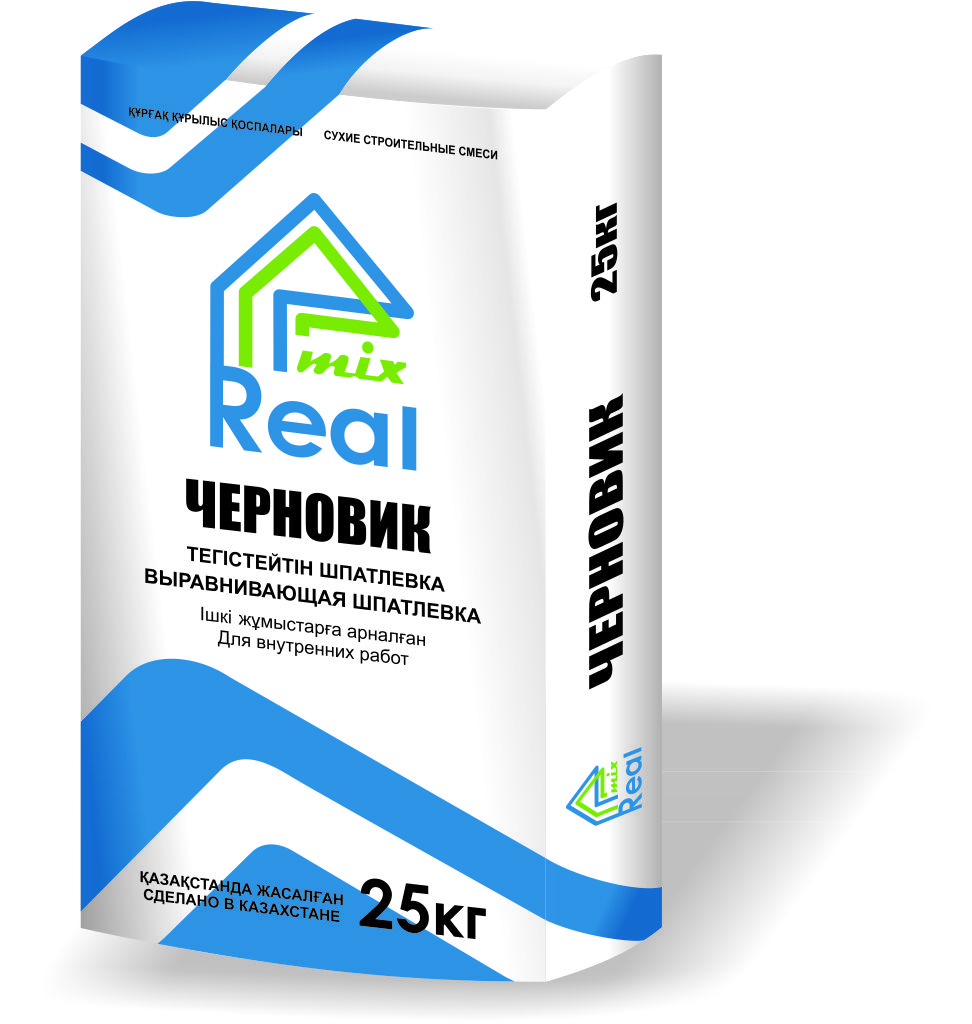 ҚҰРҒАҚ ҚҰРЫЛЫС ҚОСПАЛАРЫ
СУХИЕ СТРОИТЕЛЬНЫЕ СМЕСИ
mix
Real
ЧЕРНОВИК
ТЕГІСТЕЙТІН ШПАТЛЕВКА
ВЫРАВНИВАЮЩАЯ ШПАТЛЕВКА
Ішкі жұмыстарға арналған
Для внутренних работ
ҚАЗАҚСТАНДА ЖАСАЛҒАН
СДЕЛАНО В КАЗАХСТАНЕ
25кг
25кг
ЧЕРНОВИК
mix
Real